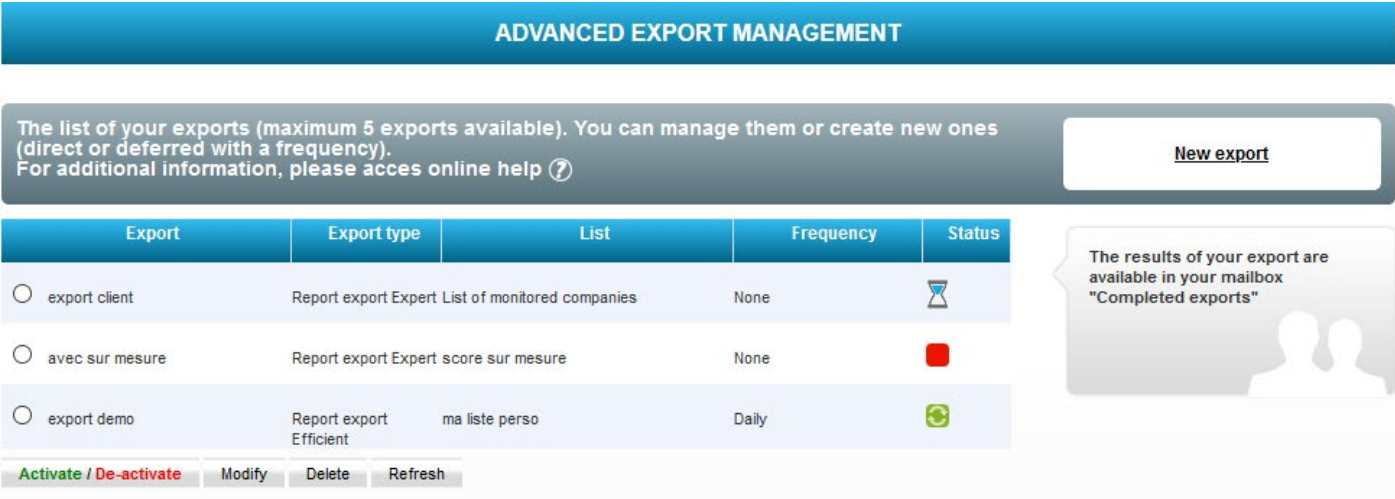 ADVANCED EXPORT MANAGEMENT
The list of your exports (maximum 5 exports available). You can manage them or create new ones
(direct or deferred with a frequency).
For additional information, please acces online help ?
New export
Export Export type List Frequency Status
export client Report export Expert List of monitored companies None
avec sur mesure Report export Expert score sur mesure None
export demo Report export ma liste perso Daily
Efficient
Activate / De-activate Modify Delete Refresh
The results of your export are
available in your mailbox
"Completed exports"